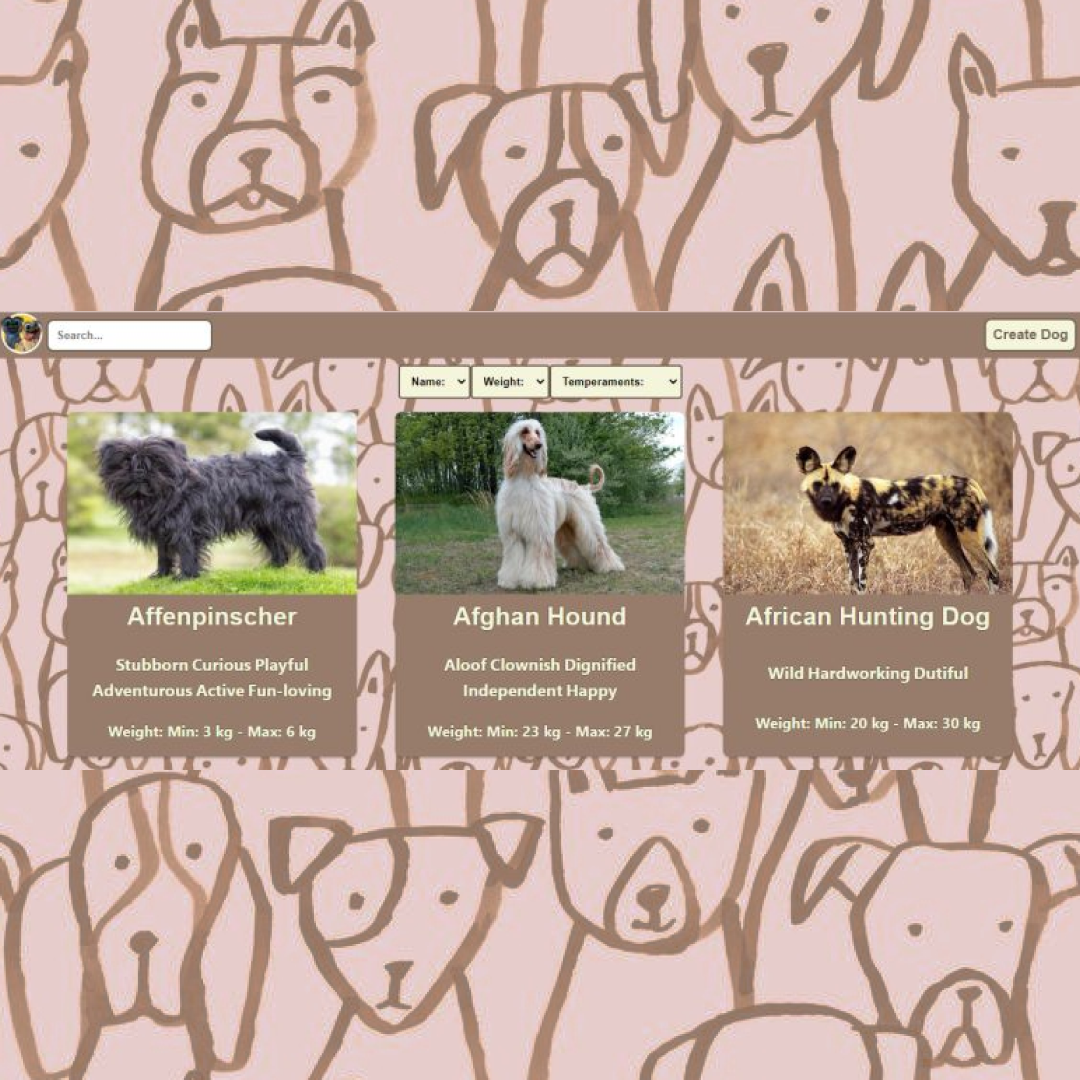 Search...
Create Dog
Name: Weight: Temperaments:
Affenpinscher
Stubborn Curious Playful
Adventurous Active Fun-loving
Weight: Min: 3 kg - Max: 6 kg
Afghan Hound
Aloof Clownish Dignified
Independent Happy
Weight: Min: 23 kg - Max: 27 kg
African Hunting Dog
Wild Hardworking Dutiful
Weight: Min: 20 kg - Max: 30 kg